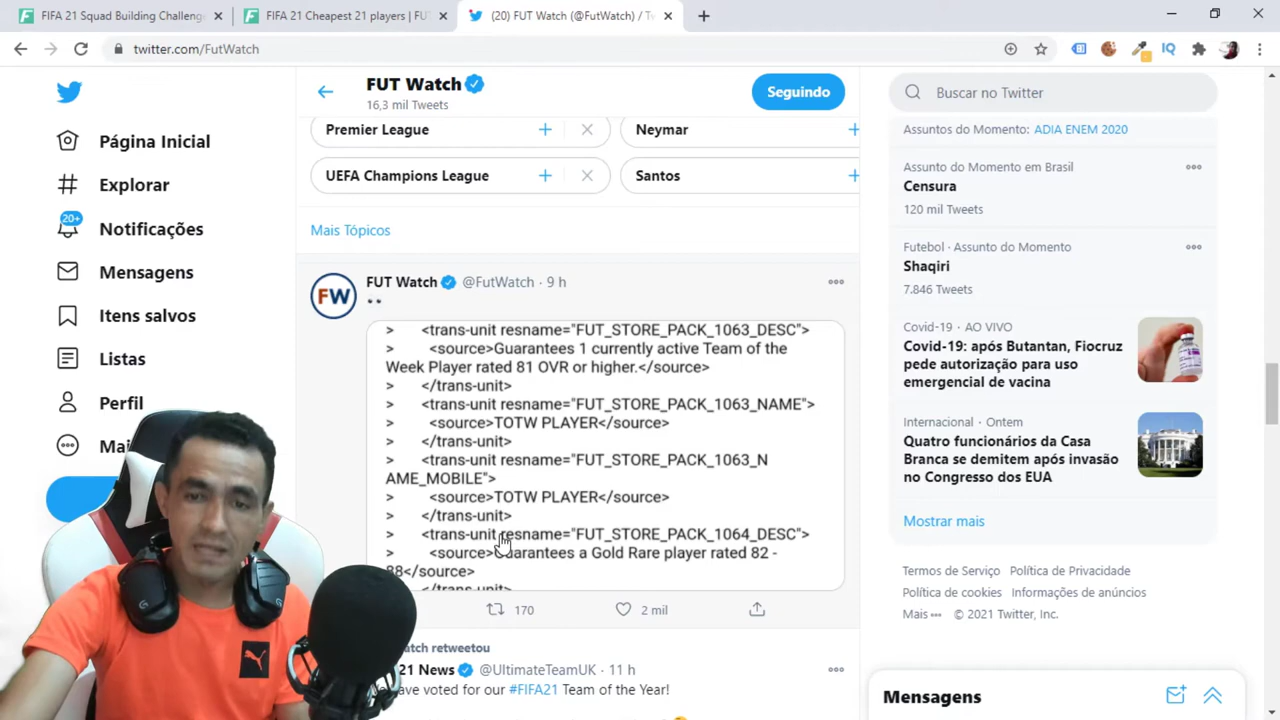 FIFA 21 Squad Building Challenge
FIFA 21 Cheapest 21 players | FUT
(20) FUT Watch (@FutWatch) / Tw
twitter.com/FutWatch
IQ
FUT Watch
16,3 mil Tweets
Seguindo
Buscar no Twitter
Página Inicial
Explorar
20+
Notificações
Mensagens
Itens salvos
Listas
Perfil
Mai
Premier League
Neymar
UEFA Champions League
Santos
Mais Tópicos
FW
FUT Watch @FutWatch · 9 h
> <trans-unit resname="FUT_STORE_PACK_1063_DESC">
> <source>Guarantees 1 currently active Team of the
Week Player rated 81 OVR or higher.</source>
> </trans-unit>
> <trans-unit resname="FUT_STORE_PACK_1063_NAME">
> <source>TOTW PLAYER</source>
> </trans-unit>
> <trans-unit resname="FUT_STORE_PACK_1063_N
AME_MOBILE">
> <source>TOTW PLAYER</source>
> </trans-unit>
> <trans-unit resname="FUT_STORE_PACK_1064_DESC">
> <source>Guarantees a Gold Rare player rated 82 -
88</source>
> </trans-unit>
170
2 mil
atch retweetou
21 News @UltimateTeamUK · 11 h
have voted for our #FIFA21 Team of the Year!
Assuntos do Momento: ADIA ENEM 2020
Assunto do Momento em Brasil
Censura
120 mil Tweets
Futebol · Assunto do Momento
Shaqiri
7.846 Tweets
Covid-19 · AO VIVO
Covid-19: após Butantan, Fiocruz
pede autorização para uso
emergencial de vacina
Internacional · Ontem
Quatro funcionários da Casa
Branca se demitem após invasão
no Congresso dos EUA
Mostrar mais
Termos de Serviço Política de Privacidade
Política de cookies Informações de anúncios
Mais © 2021 Twitter, Inc.
Mensagens
PUMA